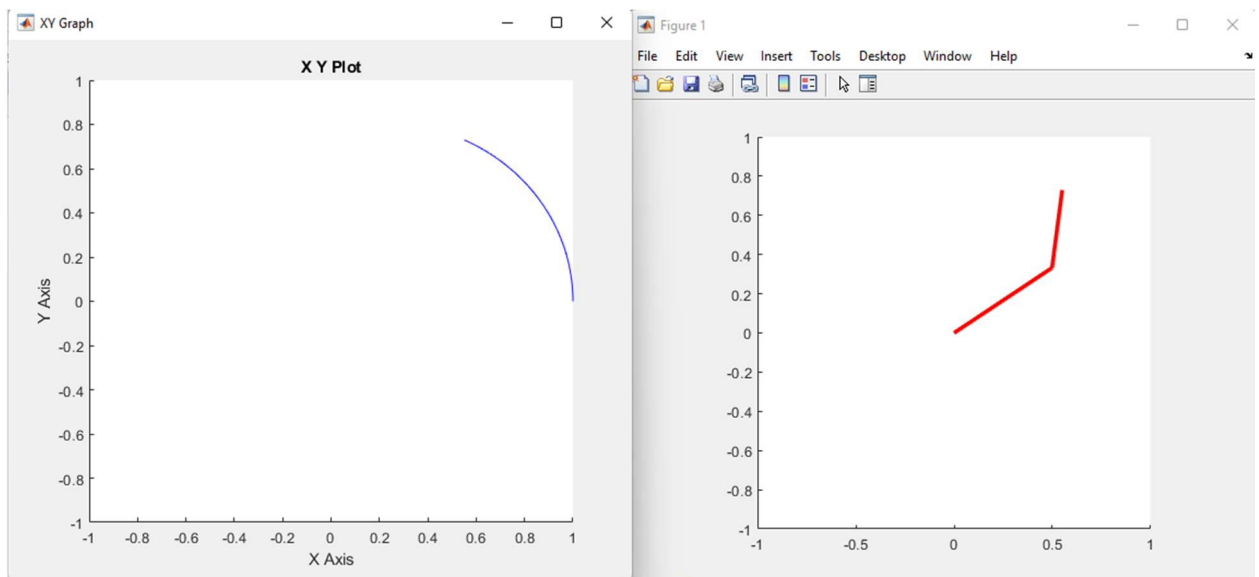 XY Graph
X Y Plot
1
0.8
0.6
0.4
0.2
0
-0.2
-0.4
-0.6
-0.8
-1
Y Axis
-1 -0.8 -0.6 -0.4 -0.2 0 0.2 0.4 0.6 0.8 1
X Axis
Figure 1
File Edit View Insert Tools Desktop Window Help
1
0.8
0.6
0.4
0.2
0
-0.2
-0.4
-0.6
-0.8
-1
-1 -0.5 0 0.5 1